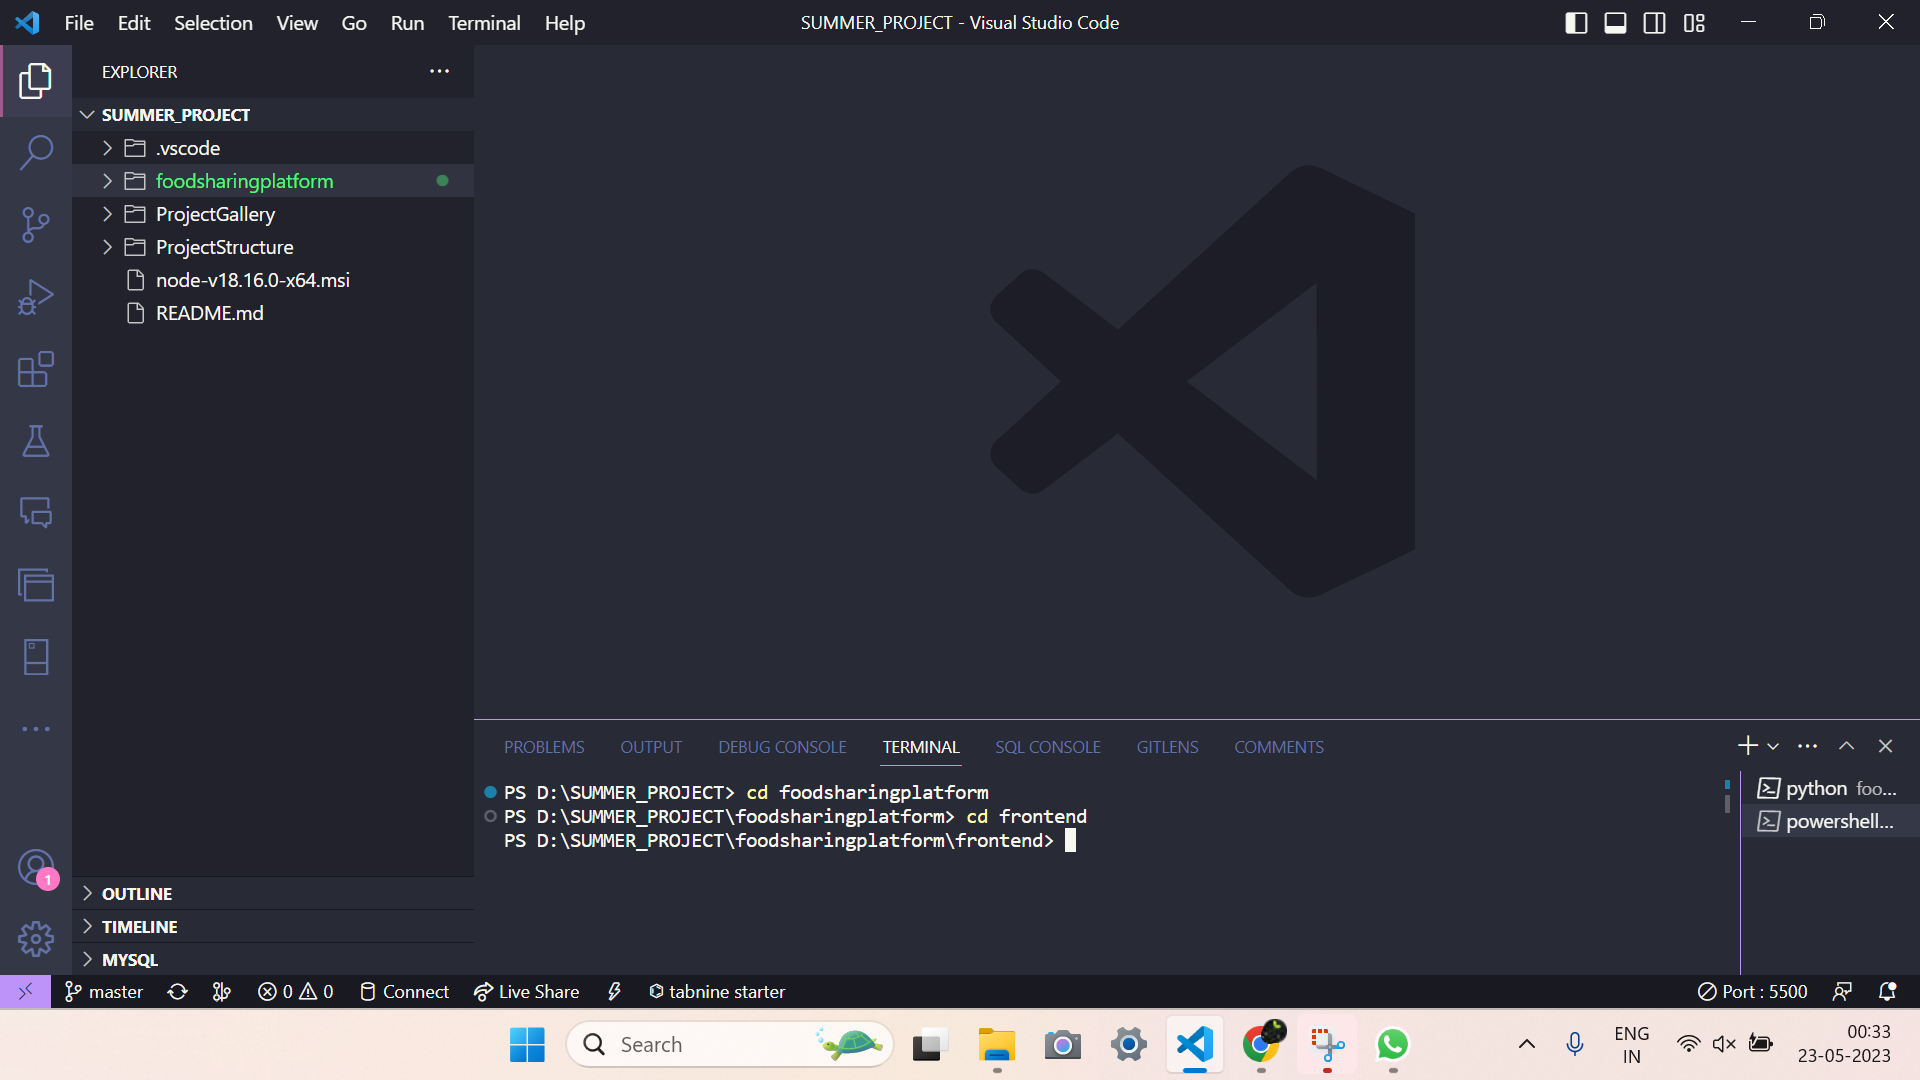 File Edit Selection View Go Run Terminal Help
SUMMER_PROJECT - Visual Studio Code
EXPLORER
SUMMER_PROJECT
.vscode
foodsharingplatform
ProjectGallery
ProjectStructure
node-v18.16.0-x64.msi
README.md
OUTLINE
TIMELINE
MYSQL
PROBLEMS OUTPUT DEBUG CONSOLE TERMINAL SQL CONSOLE GITLENS COMMENTS
PS D:\SUMMER_PROJECT> cd foodsharingplatform
PS D:\SUMMER_PROJECT\foodsharingplatform> cd frontend
PS D:\SUMMER_PROJECT\foodsharingplatform\frontend>
python foo...
powershell...
1
master 0 0 Connect Live Share tabnine starter Port : 5500
Search
ENG
IN
00:33
23-05-2023